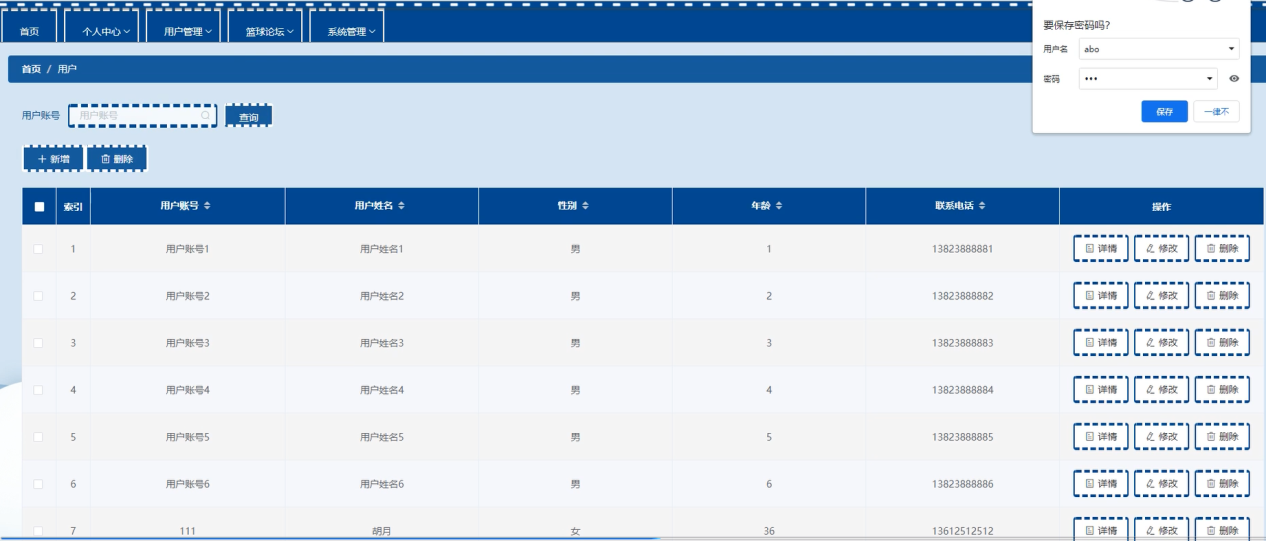 首页 个人中心 用户管理 篮球论坛 系统管理
要保存密码吗?
用户名 abo
密码 •••
保存 一律不
首页 / 用户
用户账号 用户账号 查询
+ 新增 删除
索引 用户账号 用户姓名 性别 年龄 联系电话 操作
1 用户账号1 用户姓名1 男 1 13823888881 详情 修改 删除
2 用户账号2 用户姓名2 男 2 13823888882 详情 修改 删除
3 用户账号3 用户姓名3 男 3 13823888883 详情 修改 删除
4 用户账号4 用户姓名4 男 4 13823888884 详情 修改 删除
5 用户账号5 用户姓名5 男 5 13823888885 详情 修改 删除
6 用户账号6 用户姓名6 男 6 13823888886 详情 修改 删除
7 111 胡月 女 36 13612512512 详情 修改 删除